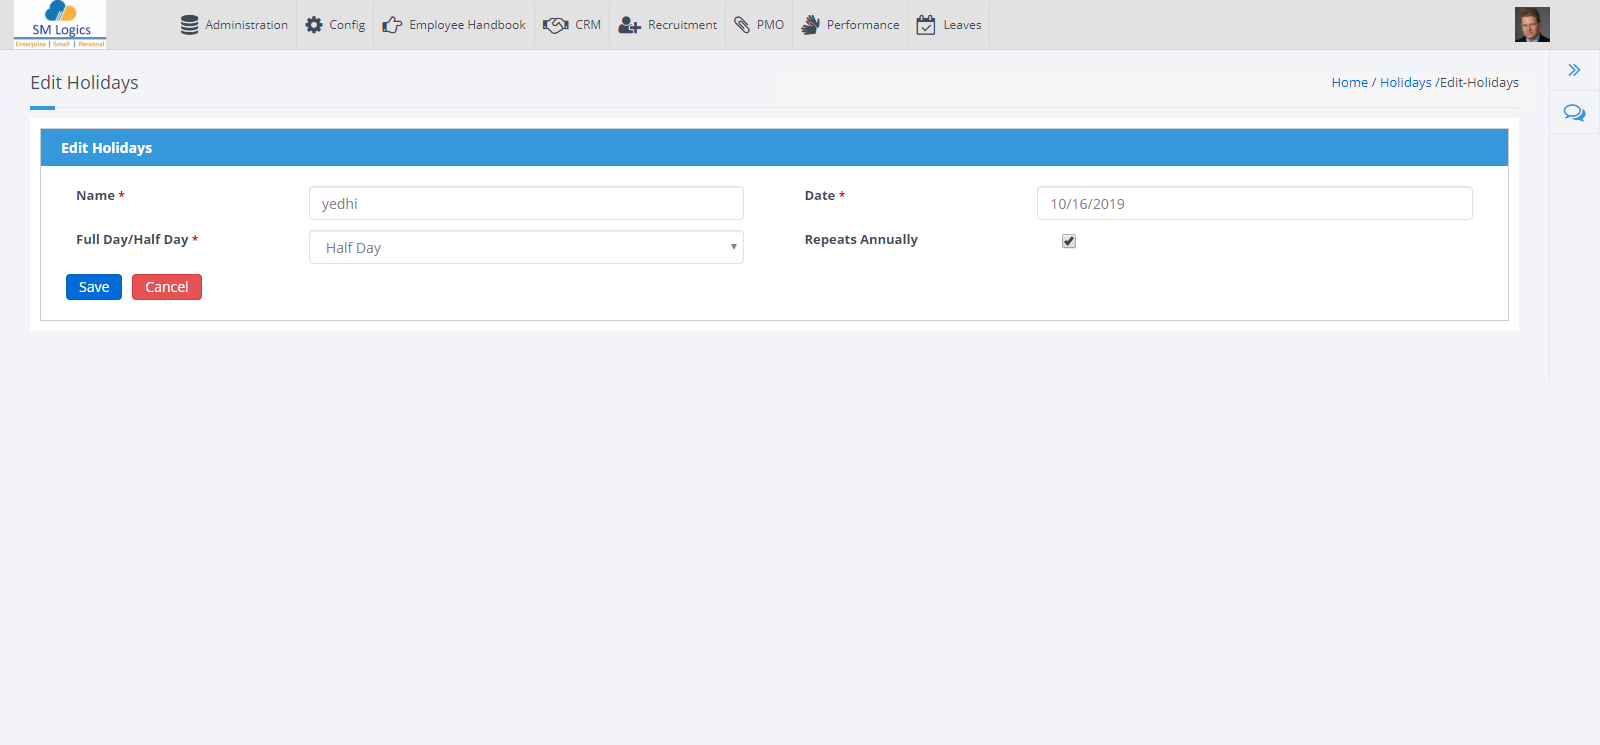 SM Logics
Enterprise | Small | Personal
Administration Config Employee Handbook CRM Recruitment PMO Performance Leaves
Edit Holidays
Home / Holidays /Edit-Holidays
Edit Holidays
Name * yedhi Date * 10/16/2019
Full Day/Half Day * Half Day Repeats Annually
Save Cancel